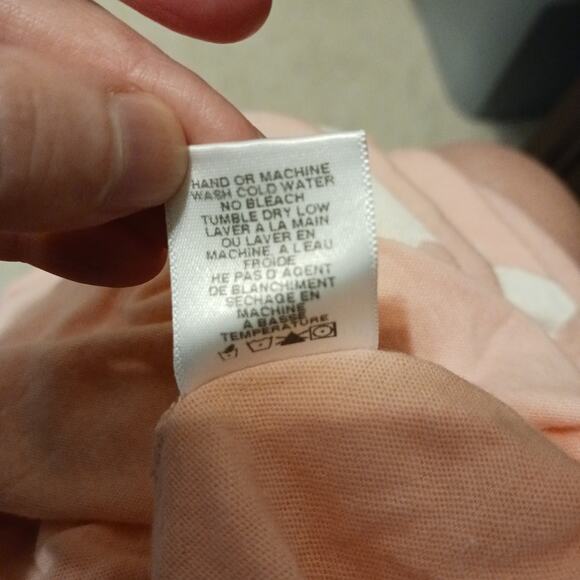 HAND OR MACHINE
WASH COLD WATER
NO BLEACH
TUMBLE DRY LOW
LAVER A LA MAIN
OU LAVER EN
MACHINE, A L'EAU
FROIDE
HE PAS D'AGENT
DE BLANCHIMENT
SECHAGE EN
MACHINE
A BASSE
TEMPERATURE